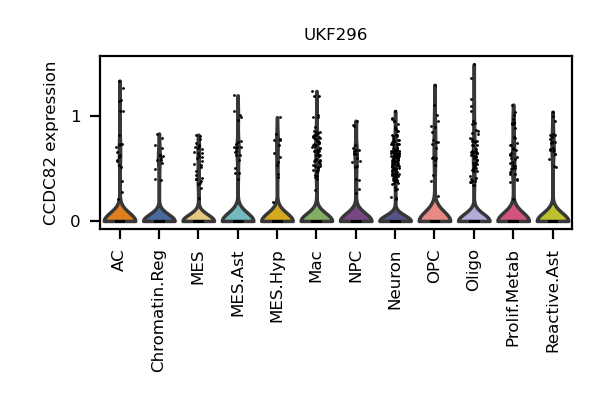 UKF296
CCDC82 expression
1
0
AC
Chromatin.Reg
MES
MES.Ast
MES.Hyp
Mac
NPC
Neuron
OPC
Oligo
Prolif.Metab
Reactive.Ast